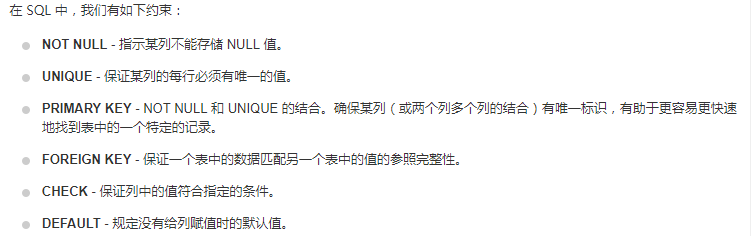 在 SQL 中，我们有如下约束：
NOT NULL - 指示某列不能存储 NULL 值。
UNIQUE - 保证某列的每行必须有唯一的值。
PRIMARY KEY - NOT NULL 和 UNIQUE 的结合。确保某列（或两个列多个列的结合）有唯一标识，有助于更容易更快速
地找到表中的一个特定的记录。
FOREIGN KEY - 保证一个表中的数据匹配另一个表中的值的参照完整性。
CHECK - 保证列中的值符合指定的条件。
DEFAULT - 规定没有给列赋值时的默认值。